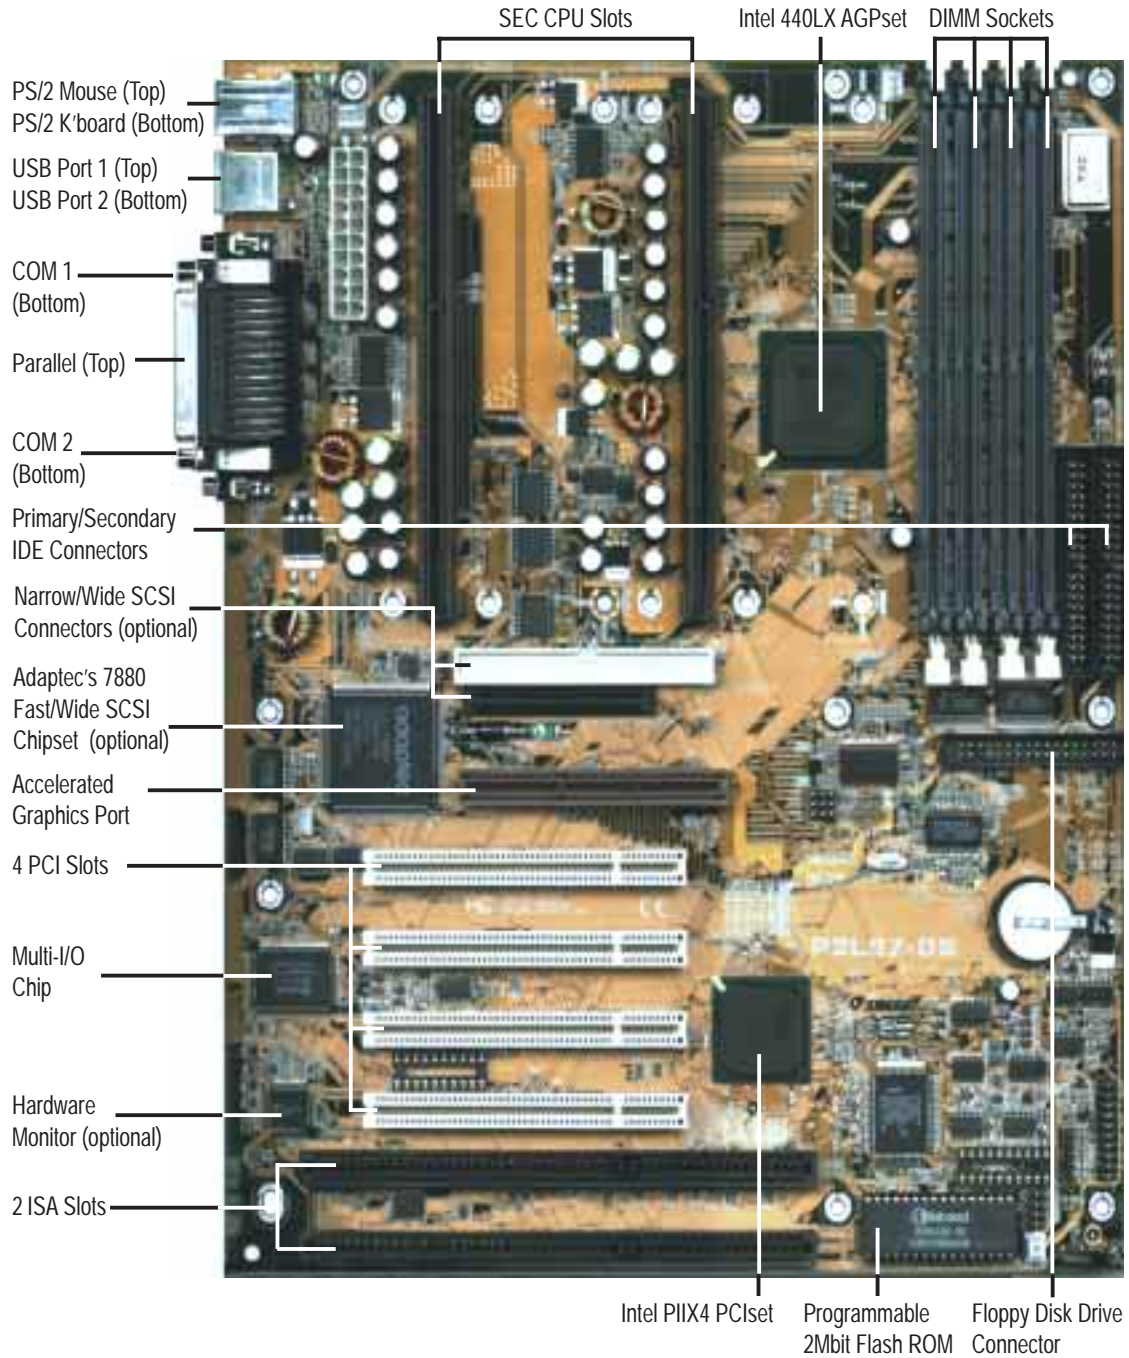 SEC CPU Slots
Intel 440LX AGPset
DIMM Sockets
PS/2 Mouse (Top)
PS/2 K'board (Bottom)
USB Port 1 (Top)
USB Port 2 (Bottom)
COM 1
(Bottom)
Parallel (Top)
COM 2
(Bottom)
Primary/Secondary
IDE Connectors
Narrow/Wide SCSI
Connectors (optional)
Adaptec's 7880
Fast/Wide SCSI
Chipset (optional)
Accelerated
Graphics Port
4 PCI Slots
CE
P2L97-DS
Multi-I/O
Chip
Hardware
Monitor (optional)
2 ISA Slots
Intel PIIX4 PCIset
Programmable
2Mbit Flash ROM
Floppy Disk Drive
Connector